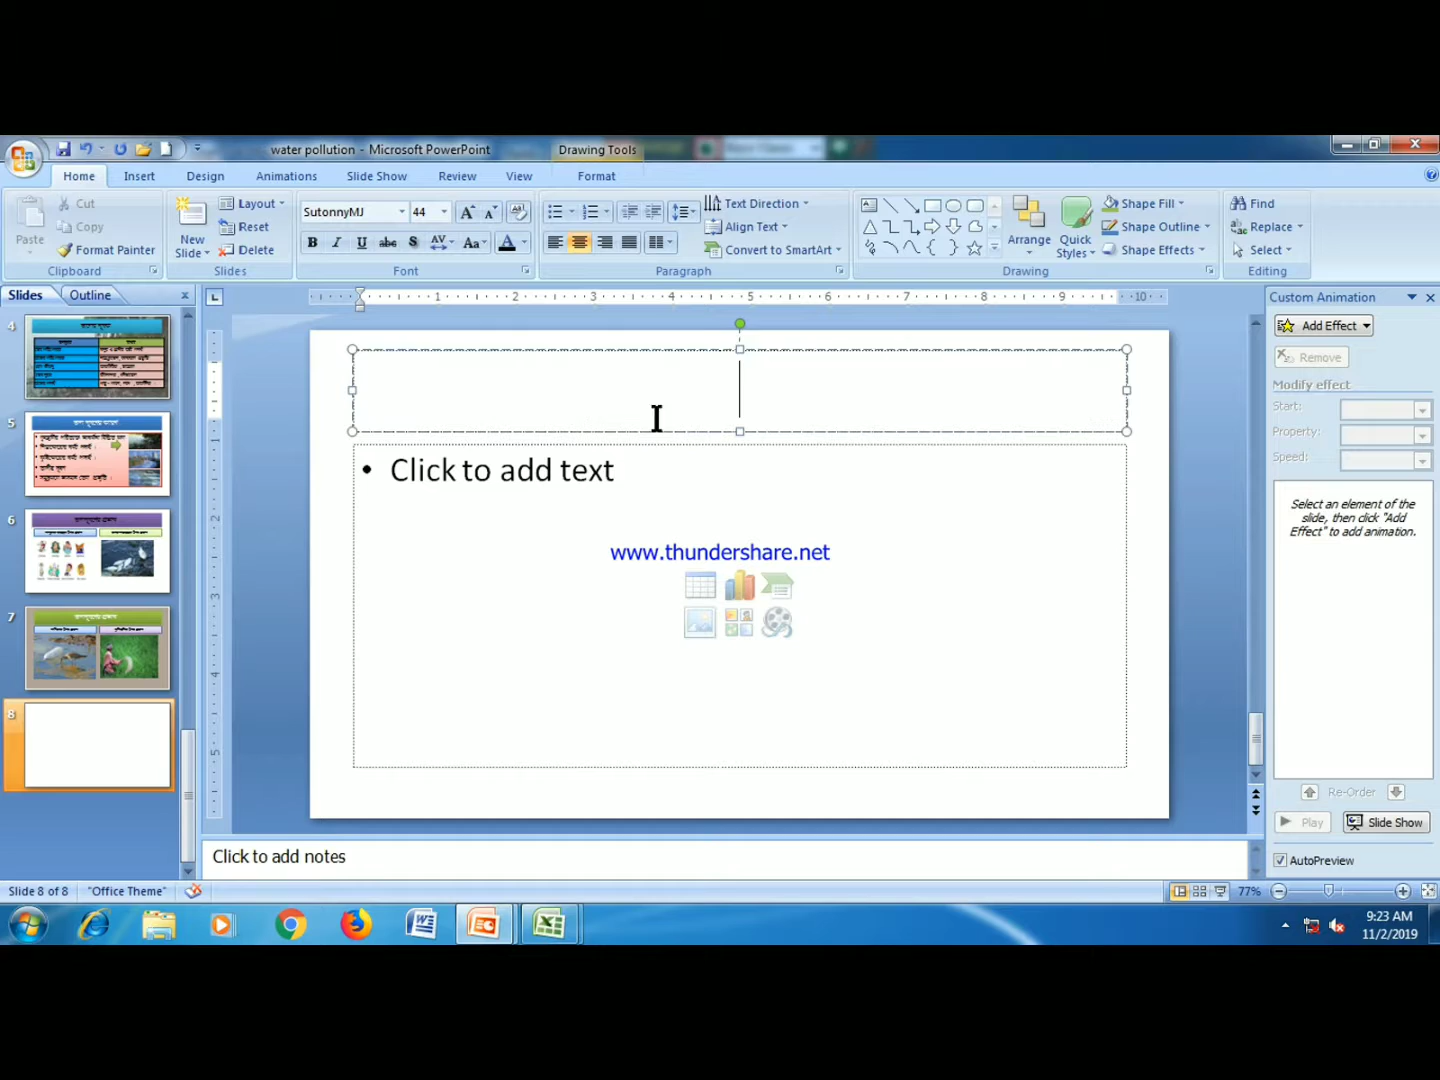 water pollution - Microsoft PowerPoint
Drawing Tools
Home
Insert
Design
Animations
Slide Show
Review
View
Format
Paste
Cut
Copy
Format Painter
Clipboard
New
Slide
Layout
Reset
Delete
Slides
SutonnyMJ
44
Font
Text Direction
Align Text
Convert to SmartArt
Paragraph
Arrange
Quick
Styles
Shape Fill
Shape Outline
Shape Effects
Drawing
Find
Replace
Select
Editing
Slides
Outline
4
5
6
7
8
Click to add text
www.thundershare.net
Click to add notes
Custom Animation
Add Effect
Remove
Modify effect
Start:
Property:
Speed:
Select an element of the
slide, then click "Add
Effect" to add animation.
Re-Order
Play
Slide Show
AutoPreview
Slide 8 of 8
"Office Theme"
77%
9:23 AM
11/2/2019